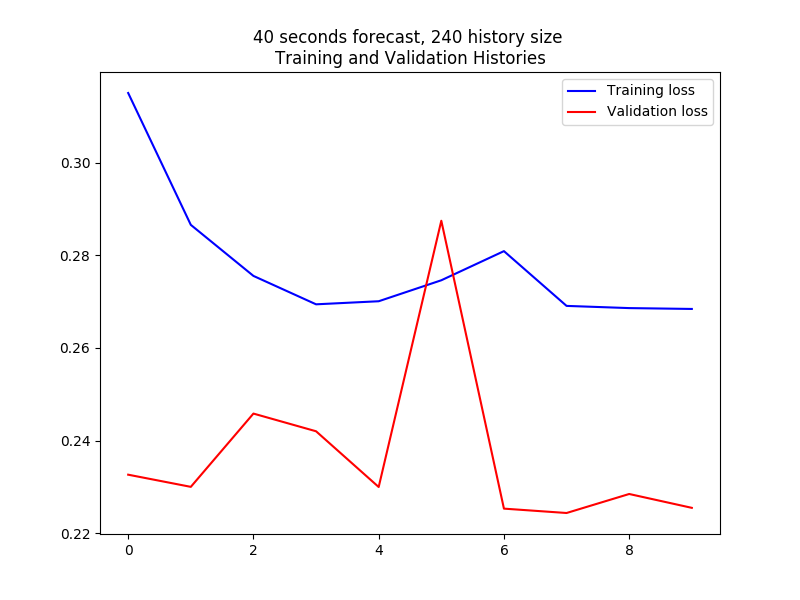 40 seconds forecast, 240 history size
Training and Validation Histories
Training loss
Validation loss
0.30
0.28
0.26
0.24
0.22
0 2 4 6 8